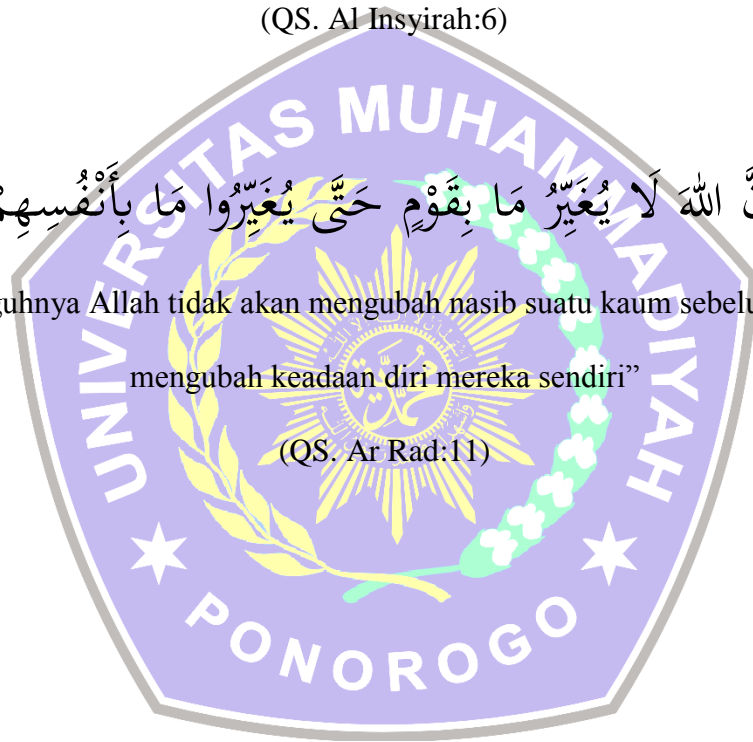 (QS. Al Insyirah:6)
اللهَ لَا يُغَيِّرُ مَا بِقَوْمٍ حَتَّى يُغَيِّرُوا مَا بِأَنْفُسِهِمْ
Allah tidak akan mengubah nasib suatu kaum
mengubah keadaan diri mereka sendiri”
(QS. Ar Rad:11)
UNIVERSITAS MUHAMMADIYAH
PONOROGO